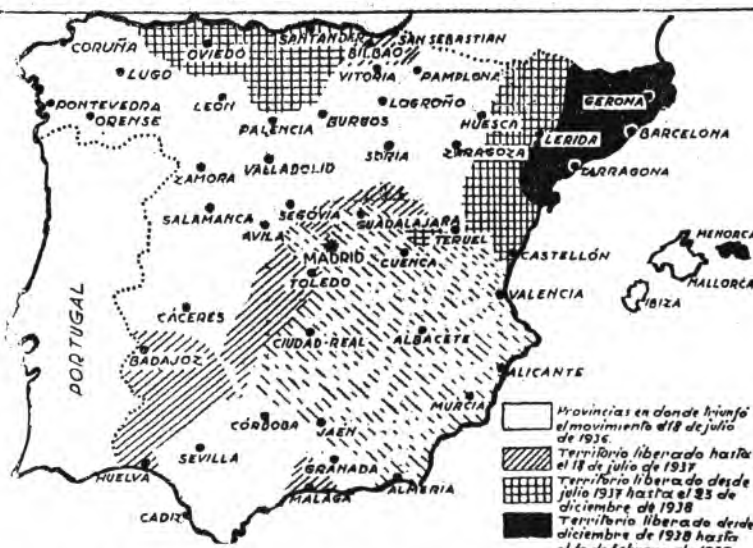 CORUÑA
OVIEDO
SANTANDER
BILBAO
SAN SEBASTIAN
LUGO
VITORIA
PAMPLONA
GERONA
PONTEVEDRA
ORENSE
LEÓN
BURGOS
LOGROÑO
HUESCA
LERIDA
BARCELONA
PALENCIA
ZAMORA
VALLADOLID
SORIA
ZARAGOZA
TARRAGONA
SALAMANCA
SEGOVIA
AVILA
GUADALAJARA
TERUEL
MENORCA
MADRID
CUENCA
CASTELLÓN
MALLORCA
TOLEDO
VALENCIA
IBIZA
PORTUGAL
CÁCERES
CIUDAD-REAL
ALBACETE
BADAJOZ
ALICANTE
MURCIA
CÓRDOBA
JAEN
SEVILLA
HUELVA
GRANADA
MALAGA
ALMERIA
CADIZ
Provincias en donde triunfó
el movimiento el 18 de julio
de 1936.
Territorio liberado hasta
el 18 de julio de 1937
Territorio liberado desde
julio 1937 hasta el 23 de
diciembre de 1938
Territorio liberado desde
diciembre de 1938 hasta